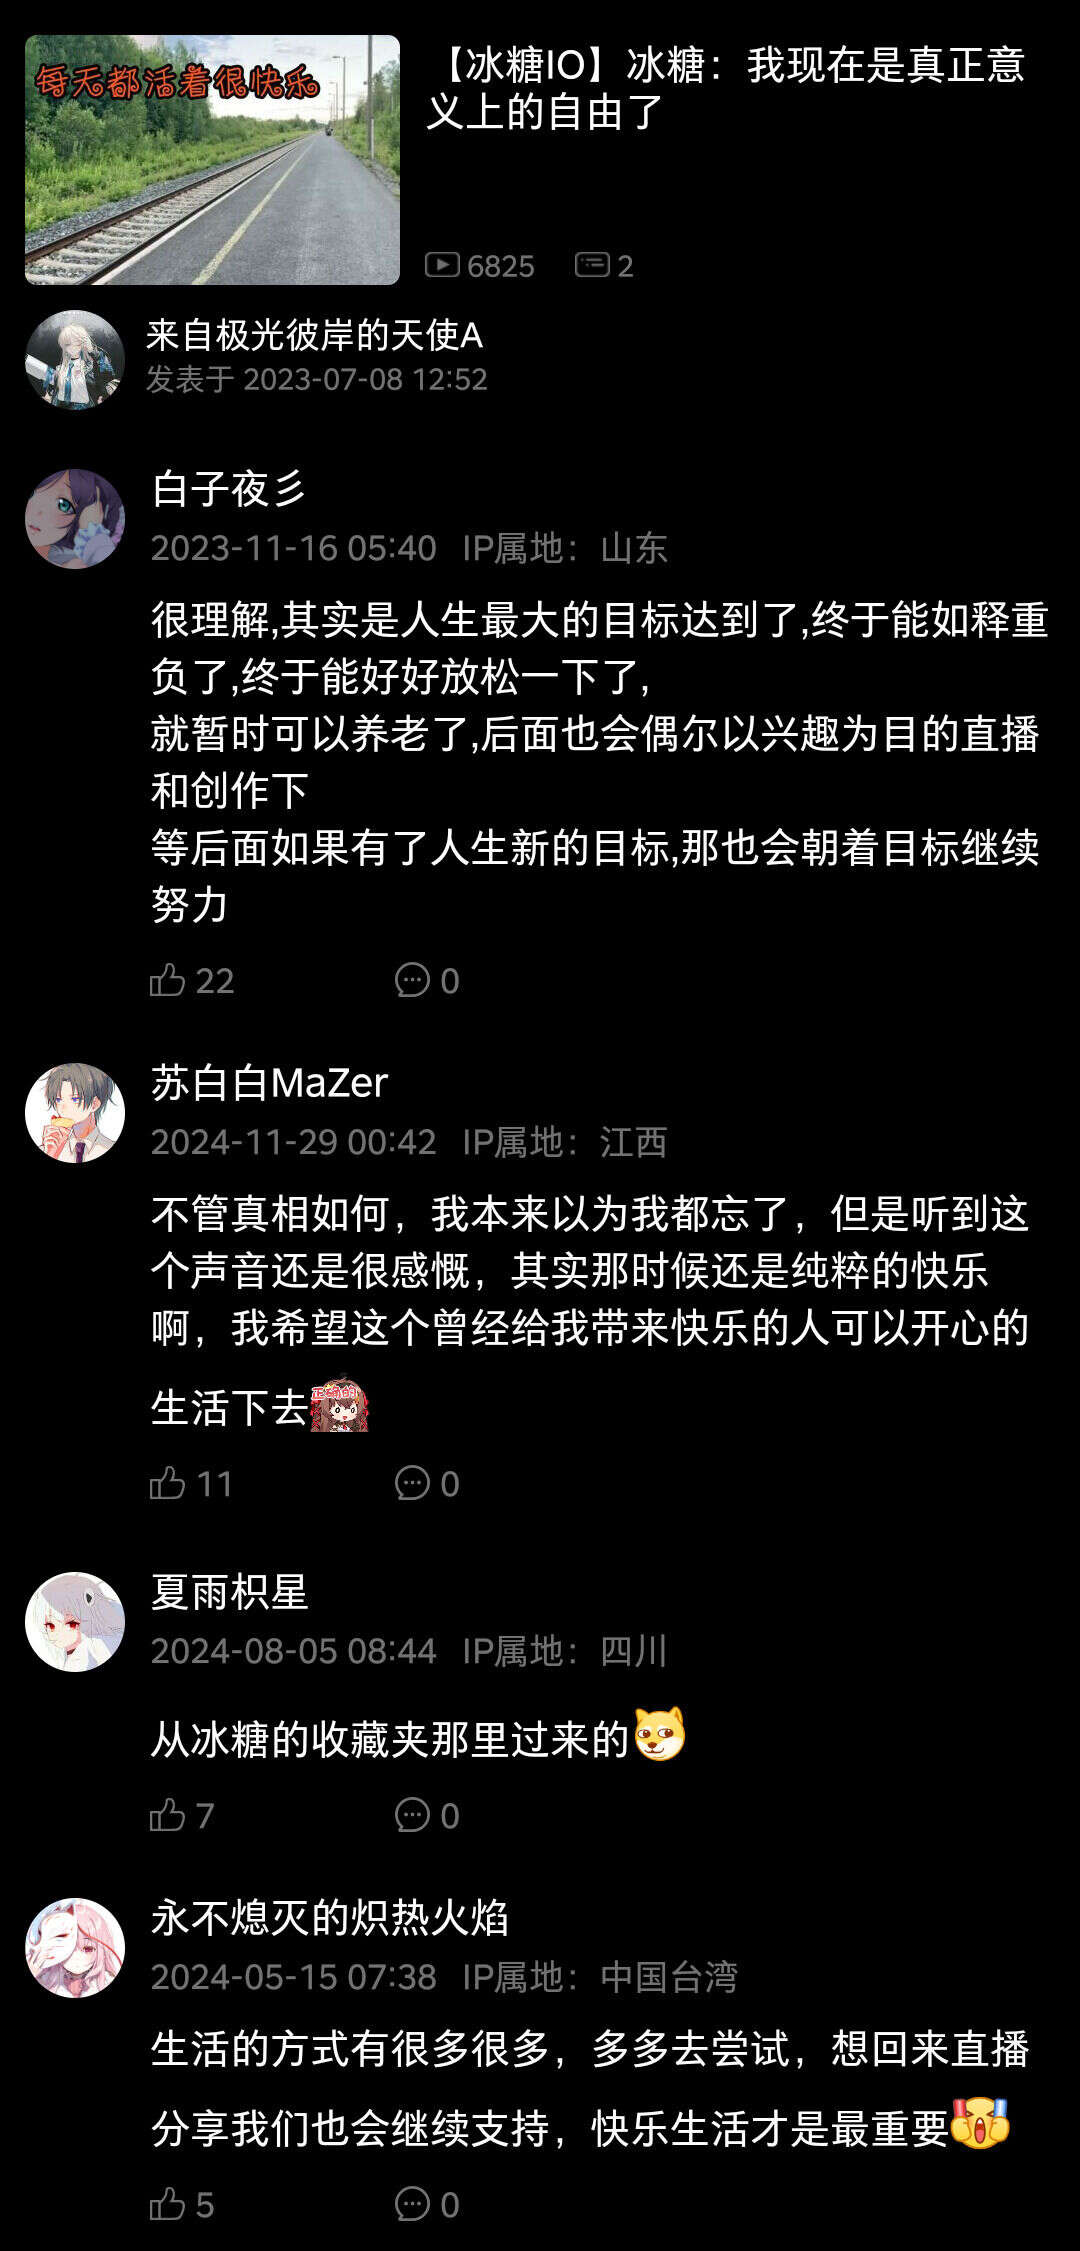 每天都活着很快乐
【冰糖IO】冰糖：我现在是真正意
义上的自由了
6825 2
来自极光彼岸的天使A
发表于 2023-07-08 12:52
白子夜彡
2023-11-16 05:40 IP属地：山东
很理解,其实是人生最大的目标达到了,终于能如释重
负了,终于能好好放松一下了,
就暂时可以养老了,后面也会偶尔以兴趣为目的直播
和创作下
等后面如果有了人生新的目标,那也会朝着目标继续
努力
22 0
苏白白MaZer
2024-11-29 00:42 IP属地：江西
不管真相如何，我本来以为我都忘了，但是听到这
个声音还是很感慨，其实那时候还是纯粹的快乐
啊，我希望这个曾经给我带来快乐的人可以开心的
正确的
生活下去
11 0
夏雨枳星
2024-08-05 08:44 IP属地：四川
从冰糖的收藏夹那里过来的
7 0
永不熄灭的炽热火焰
2024-05-15 07:38 IP属地：中国台湾
生活的方式有很多很多，多多去尝试，想回来直播
分享我们也会继续支持，快乐生活才是最重要
5 0